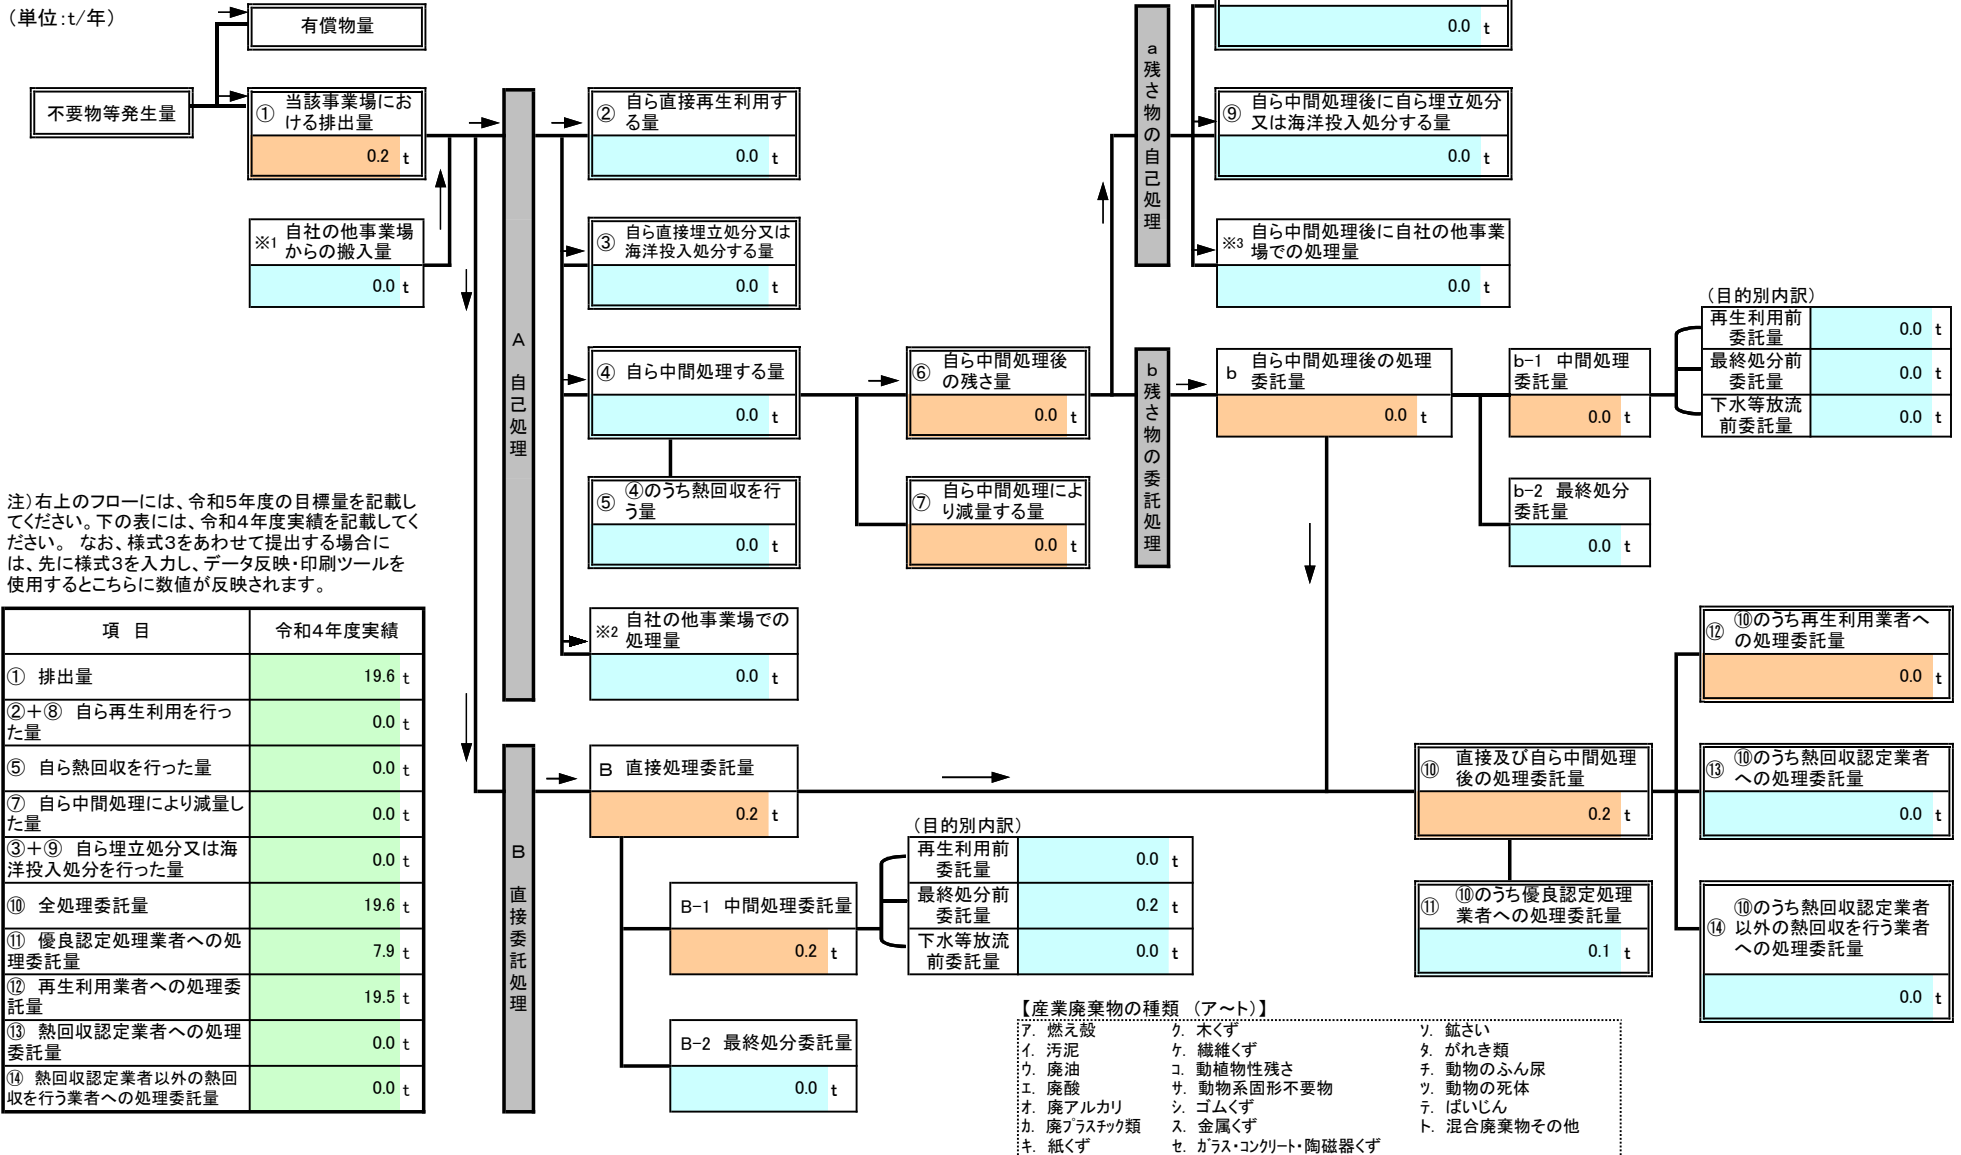 （単位:t/年）
有償物量
不要物等発生量
① 当該事業場にお
ける排出量
0.2 t
※1 自社の他事業場
からの搬入量
0.0 t
A 自己処理
② 自ら直接再生利用す
る量
0.0 t
③ 自ら直接埋立処分又は
海洋投入処分する量
0.0 t
④ 自ら中間処理する量
0.0 t
⑤ ④のうち熱回収を行
う量
0.0 t
※2 自社の他事業場での
処理量
0.0 t
⑥ 自ら中間処理後
の残さ量
0.0 t
⑦ 自ら中間処理によ
り減量する量
0.0 t
a 残さ物の自己処理
0.0 t
⑨ 自ら中間処理後に自ら埋立処分
又は海洋投入処分する量
0.0 t
※3 自ら中間処理後に自社の他事業
場での処理量
0.0 t
b 残さ物の委託処理
b 自ら中間処理後の処理
委託量
0.0 t
b-1 中間処理
委託量
0.0 t
（目的別内訳）
再生利用前
委託量 0.0 t
最終処分前
委託量 0.0 t
下水等放流
前委託量 0.0 t
b-2 最終処分
委託量
0.0 t
注）右上のフローには、令和5年度の目標量を記載し
てください。下の表には、令和4年度実績を記載してく
ださい。 なお、様式3をあわせて提出する場合に
は、先に様式3を入力し、データ反映・印刷ツールを
使用するとこちらに数値が反映されます。
項 目 令和4年度実績
① 排出量 19.6 t
②＋⑧ 自ら再生利用を行っ
た量 0.0 t
⑤ 自ら熱回収を行った量 0.0 t
⑦ 自ら中間処理により減量し
た量 0.0 t
③＋⑨ 自ら埋立処分又は海
洋投入処分を行った量 0.0 t
⑩ 全処理委託量 19.6 t
⑪ 優良認定処理業者への処
理委託量 7.9 t
⑫ 再生利用業者への処理委
託量 19.5 t
⑬ 熱回収認定業者への処理
委託量 0.0 t
⑭ 熱回収認定業者以外の熱回
収を行う業者への処理委託量 0.0 t
B 直接委託処理
B 直接処理委託量
0.2 t
B-1 中間処理委託量
0.2 t
（目的別内訳）
再生利用前
委託量 0.0 t
最終処分前
委託量 0.2 t
下水等放流
前委託量 0.0 t
B-2 最終処分委託量
0.0 t
⑩ 直接及び自ら中間処理
後の処理委託量
0.2 t
⑪ ⑩のうち優良認定処理
業者への処理委託量
0.1 t
⑫ ⑩のうち再生利用業者へ
の処理委託量
0.0 t
⑬ ⑩のうち熱回収認定業者
への処理委託量
0.0 t
⑭ ⑩のうち熱回収認定業者
以外の熱回収を行う業者
への処理委託量
0.0 t
【産業廃棄物の種類 （ア～ト）】
ア. 燃え殻 ク. 木くず ソ. 鉱さい
イ. 汚泥 ケ. 繊維くず タ. がれき類
ウ. 廃油 コ. 動植物性残さ チ. 動物のふん尿
エ. 廃酸 サ. 動物系固形不要物 ツ. 動物の死体
オ. 廃アルカリ シ. ゴムくず テ. ばいじん
カ. 廃プラスチック類 ス. 金属くず ト. 混合廃棄物その他
キ. 紙くず セ. ガラス・コンクリート・陶磁器くず